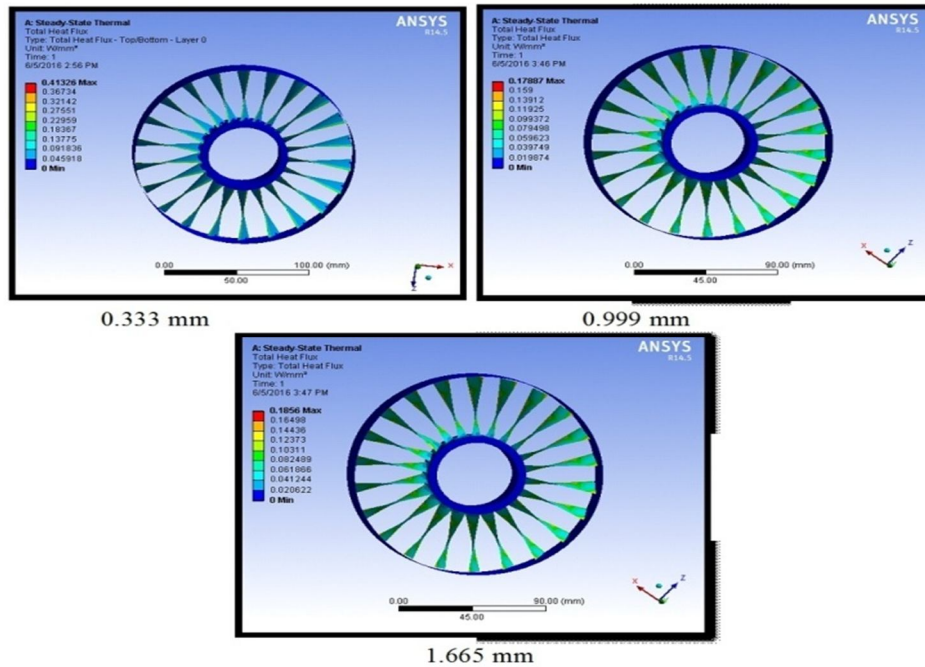 A: Steady-State Thermal
Total Heat Flux
Type: Total Heat Flux - Top/Bottom - Layer 0
Unit: W/mm²
Time: 1
6/5/2016 2:56 PM
ANSYS
R14.5
0.41326 Max
0.36734
0.32142
0.27551
0.22959
0.18367
0.13775
0.091836
0.045918
0 Min
0.00
100.00 (mm)
50.00
X
Z
0.333 mm
A: Steady-State Thermal
Total Heat Flux
Type: Total Heat Flux
Unit: W/mm²
Time: 1
6/5/2016 3:46 PM
ANSYS
R14.5
0.17887 Max
0.159
0.13912
0.11925
0.099372
0.079498
0.059623
0.039749
0.019874
0 Min
0.00
90.00 (mm)
45.00
X
Z
0.999 mm
A: Steady-State Thermal
Total Heat Flux
Type: Total Heat Flux
Unit: W/mm²
Time: 1
6/5/2016 3:47 PM
ANSYS
R14.5
0.1856 Max
0.16498
0.14436
0.12373
0.10311
0.082489
0.061866
0.041244
0.020622
0 Min
0.00
90.00 (mm)
45.00
X
Z
1.665 mm